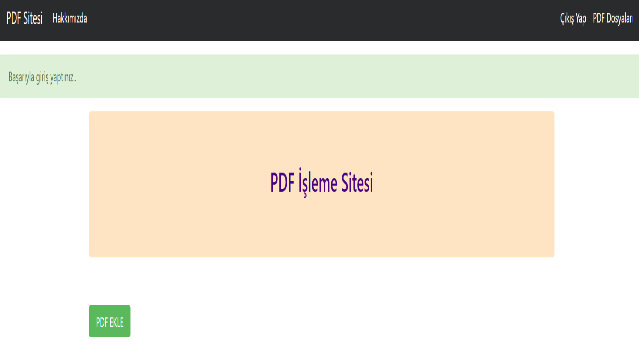 PDF Sitesi Hakkımızda Çıkış Yap PDF Dosyaları
Başarıyla giriş yaptınız..
PDF İşleme Sitesi
PDF EKLE